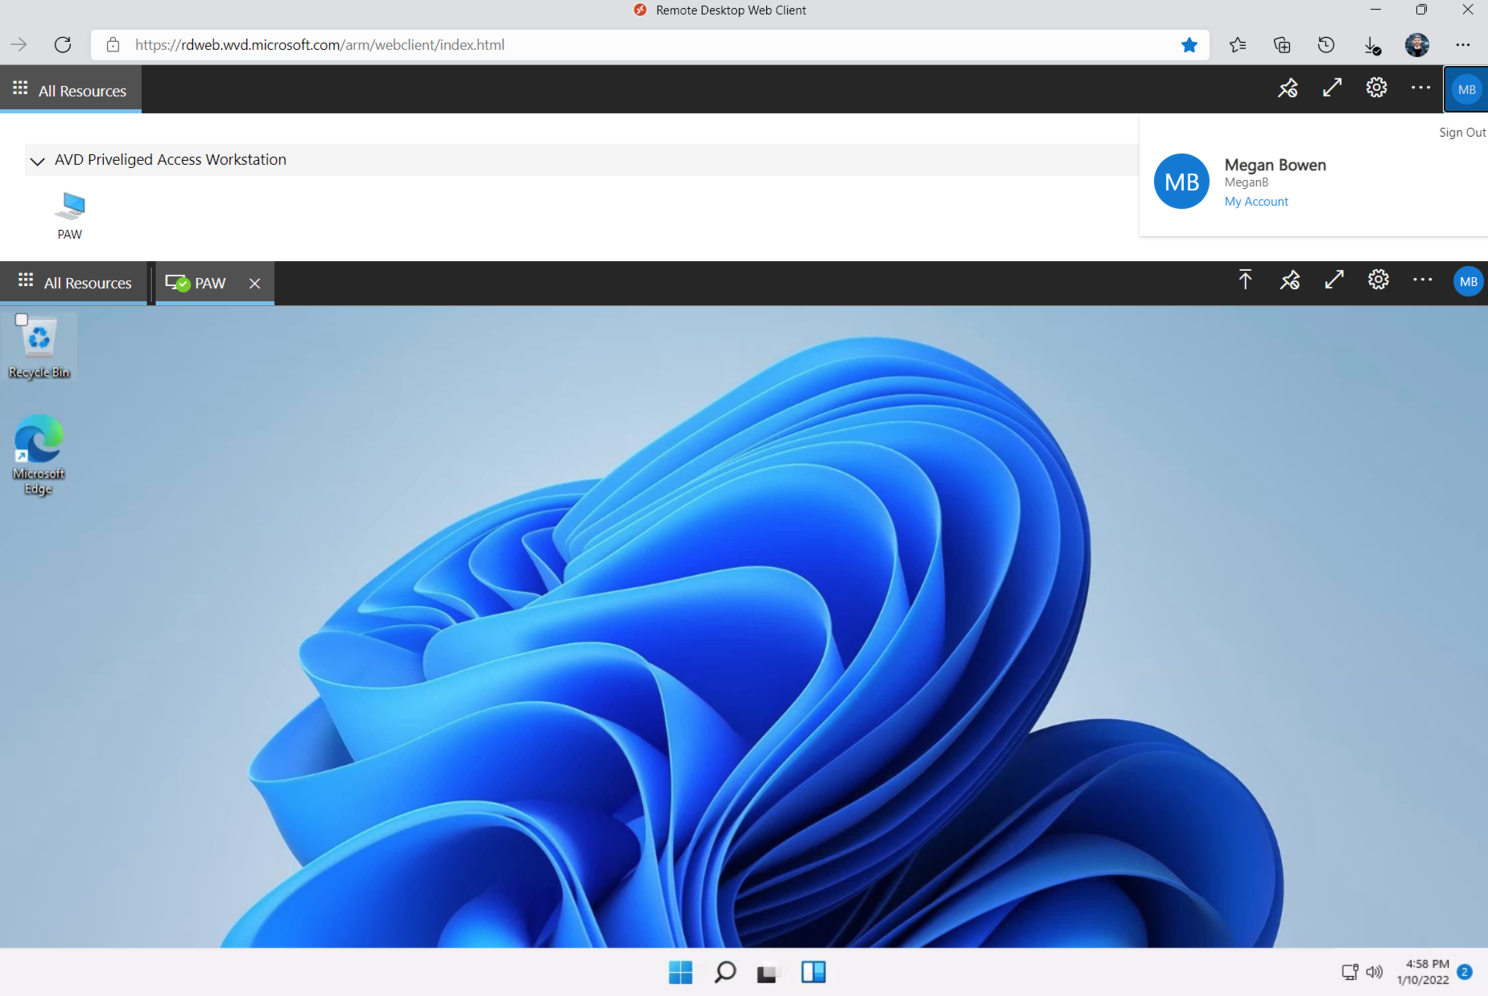 Remote Desktop Web Client
https://rdweb.wvd.microsoft.com/arm/webclient/index.html
All Resources
MB
Sign Out
AVD Priveliged Access Workstation
MB
Megan Bowen
MeganB
My Account
PAW
All Resources
PAW
MB
Recycle Bin
Microsoft
Edge
4:58 PM
1/10/2022
2